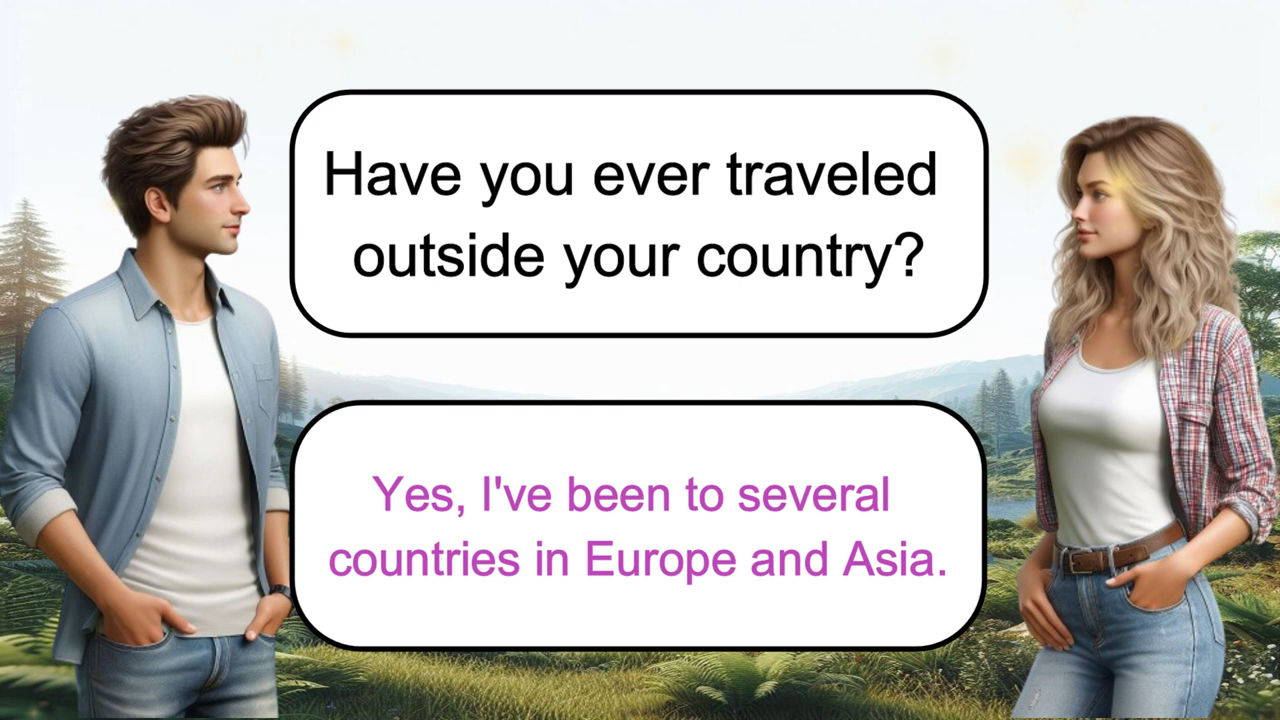 Have you ever traveled
outside your country?
Yes, I've been to several
countries in Europe and Asia.